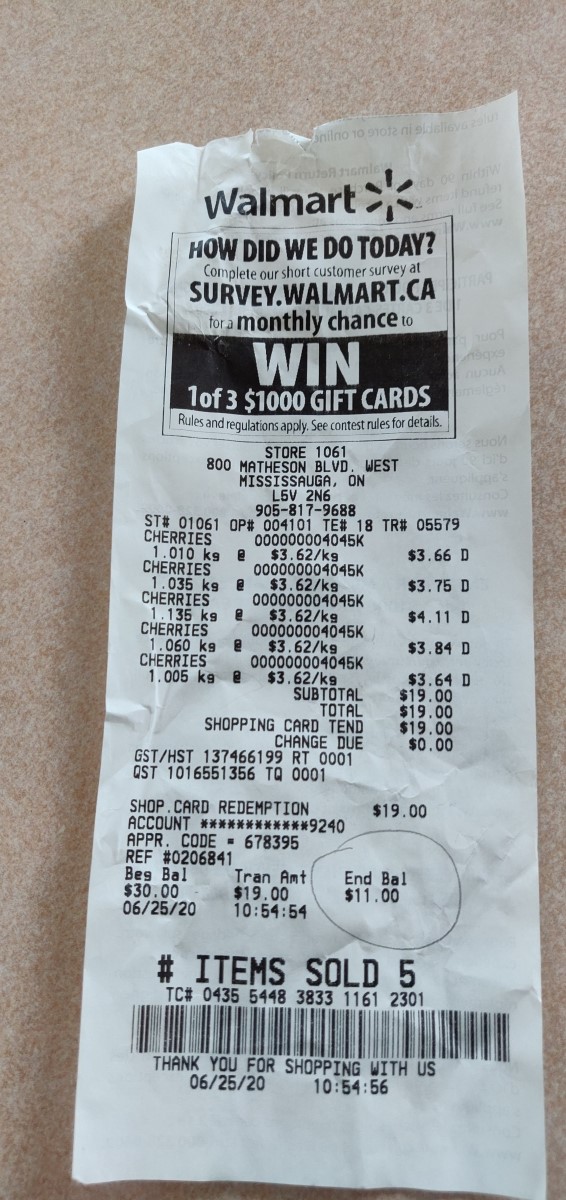 Walmart
HOW DID WE DO TODAY?
Complete our short customer survey at
SURVEY.WALMART.CA
for a monthly chance to
WIN
1 of 3 $1000 GIFT CARDS
Rules and regulations apply. See contest rules for details.
STORE 1061
800 MATHESON BLVD. WEST
MISSISSAUGA, ON
L5V 2N6
905-817-9688
ST# 01061 OP# 004101 TE# 18 TR# 05579
CHERRIES 000000004045K
1.010 kg @ $3.62/kg $3.66 D
CHERRIES 000000004045K
1.035 kg @ $3.62/kg $3.75 D
CHERRIES 000000004045K
1.135 kg @ $3.62/kg $4.11 D
CHERRIES 000000004045K
1.060 kg @ $3.62/kg $3.84 D
CHERRIES 000000004045K
1.005 kg @ $3.62/kg $3.64 D
SUBTOTAL $19.00
TOTAL $19.00
SHOPPING CARD TEND $19.00
CHANGE DUE $0.00
GST/HST 137466199 RT 0001
QST 1016551356 TQ 0001
SHOP.CARD REDEMPTION $19.00
ACCOUNT ************9240
APPR. CODE = 678395
REF #0206841
Beg Bal Tran Amt End Bal
$30.00 $19.00 $11.00
06/25/20 10:54:54
# ITEMS SOLD 5
TC# 0435 5448 3833 1161 2301
THANK YOU FOR SHOPPING WITH US
06/25/20 10:54:56